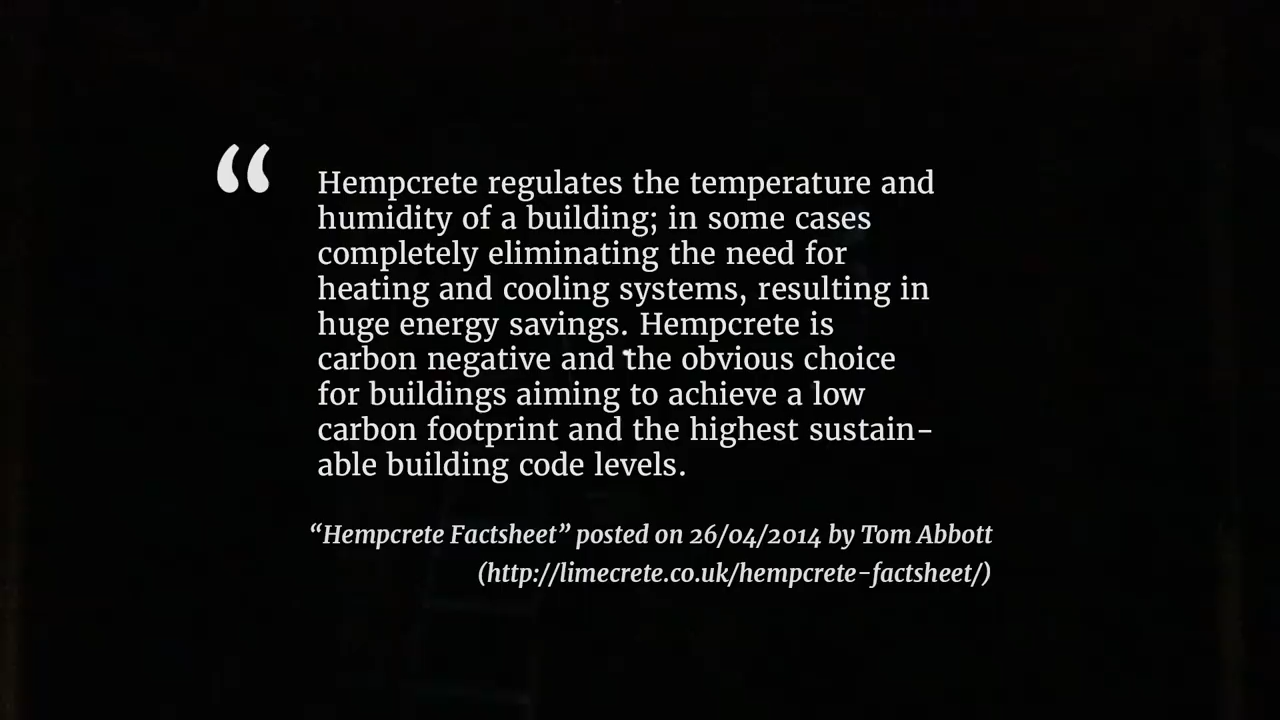 “
Hempcrete regulates the temperature and
humidity of a building; in some cases
completely eliminating the need for
heating and cooling systems, resulting in
huge energy savings. Hempcrete is
carbon negative and the obvious choice
for buildings aiming to achieve a low
carbon footprint and the highest sustain-
able building code levels.
“Hempcrete Factsheet” posted on 26/04/2014 by Tom Abbott
(http://limecrete.co.uk/hempcrete-factsheet/)